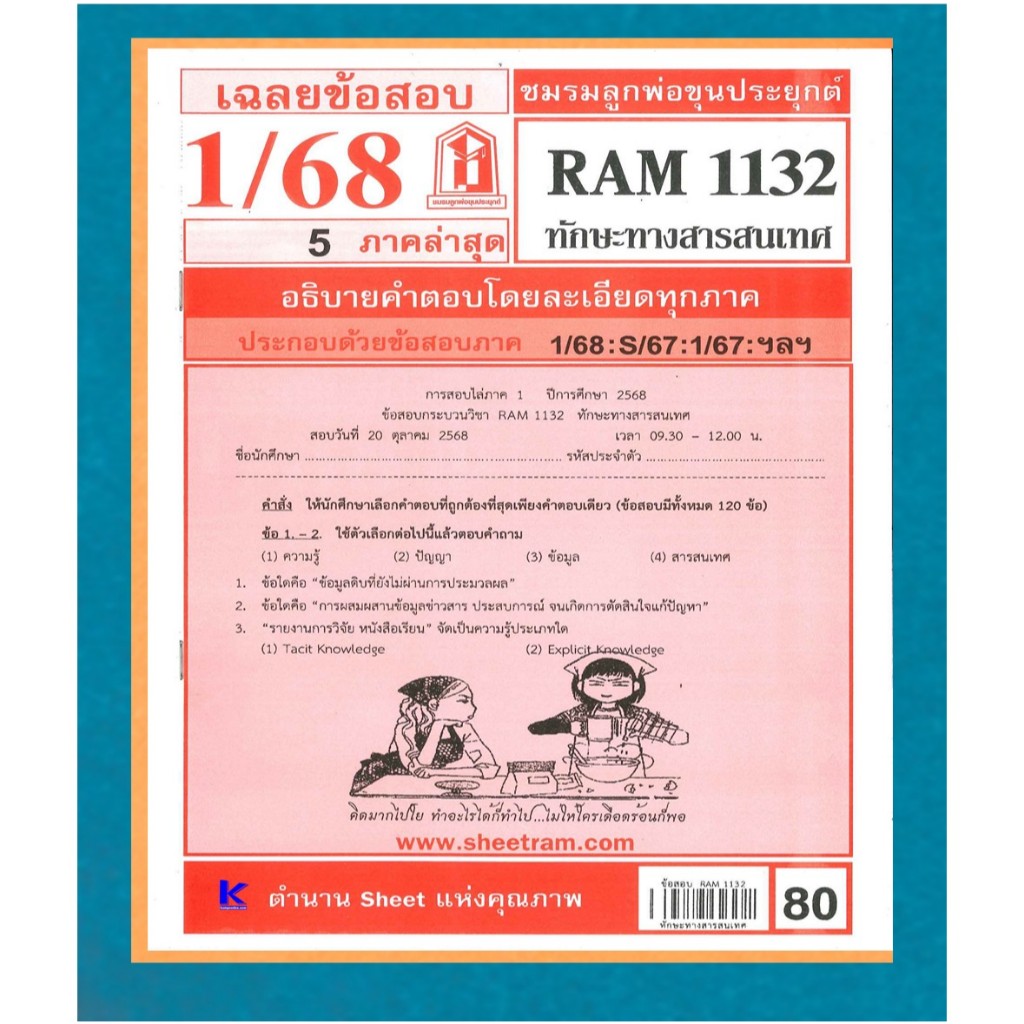 เฉลยข้อสอบ
1/68
ชมรมลูกพ่อขุนประยุกต์
5 ภาคล่าสุด
ชมรมลูกพ่อขุนประยุกต์
RAM 1132
ทักษะทางสารสนเทศ
อธิบายคำตอบโดยละเอียดทุกภาค
ประกอบด้วยข้อสอบภาค 1/68:S/67:1/67:ฯลฯ
การสอบไล่ภาค 1 ปีการศึกษา 2568
ข้อสอบกระบวนวิชา RAM 1132 ทักษะทางสารสนเทศ
สอบวันที่ 20 ตุลาคม 2568 เวลา 09.30 – 12.00 น.
ชื่อนักศึกษา ........................................ รหัสประจำตัว ........................................
คำสั่ง ให้นักศึกษาเลือกคำตอบที่ถูกต้องที่สุดเพียงคำตอบเดียว (ข้อสอบมีทั้งหมด 120 ข้อ)
ข้อ 1. – 2. ใช้ตัวเลือกต่อไปนี้แล้วตอบคำถาม
(1) ความรู้ (2) ปัญญา (3) ข้อมูล (4) สารสนเทศ
1. ข้อใดคือ “ข้อมูลดิบที่ยังไม่ผ่านการประมวลผล”
2. ข้อใดคือ “การผสมผสานข้อมูลข่าวสาร ประสบการณ์ จนเกิดการตัดสินใจแก้ปัญหา”
3. “รายงานการวิจัย หนังสือเรียน” จัดเป็นความรู้ประเภทใด
(1) Tacit Knowledge (2) Explicit Knowledge
คิดมากไปใย ทำอะไรได้ก็ทำไป...ไม่ให้ใครเดือดร้อนก็พอ
www.sheetram.com
K
ตำนาน Sheet แห่งคุณภาพ
ข้อสอบ RAM 1132
ทักษะทางสารสนเทศ
80